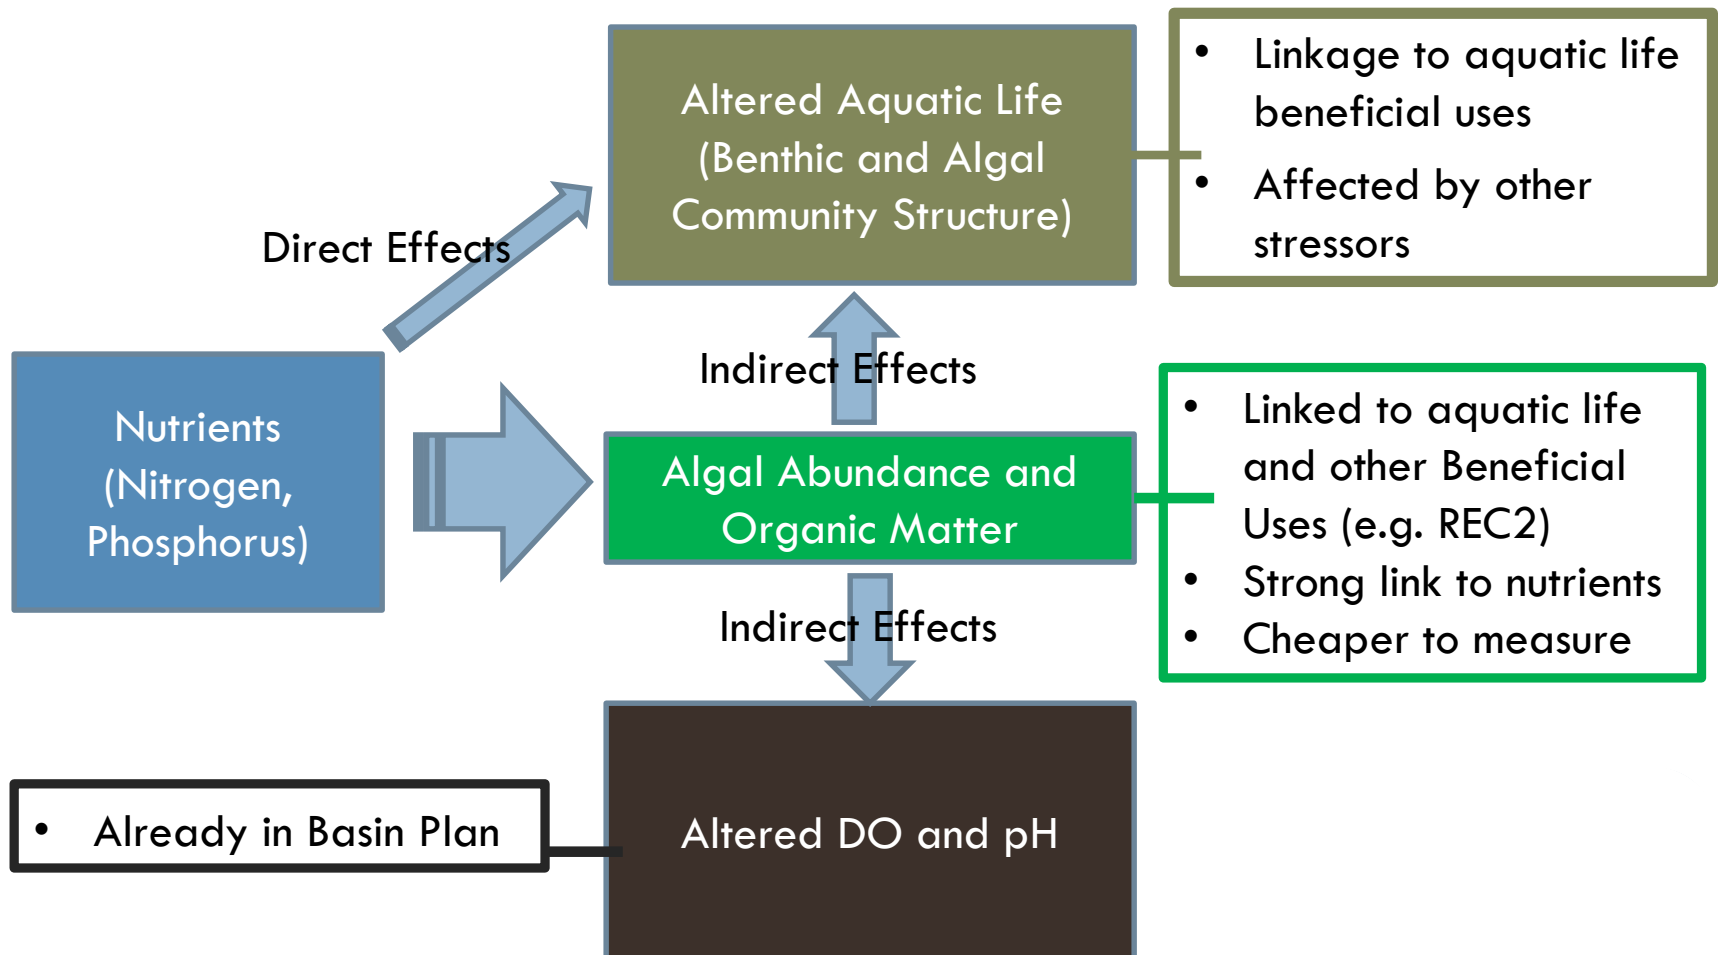 Altered Aquatic Life
(Benthic and Algal
Community Structure)
• Linkage to aquatic life
beneficial uses
• Affected by other
stressors
Direct Effects
Indirect Effects
Nutrients
(Nitrogen,
Phosphorus)
Algal Abundance and
Organic Matter
• Linked to aquatic life
and other Beneficial
Uses (e.g. REC2)
• Strong link to nutrients
• Cheaper to measure
Indirect Effects
• Already in Basin Plan
Altered DO and pH